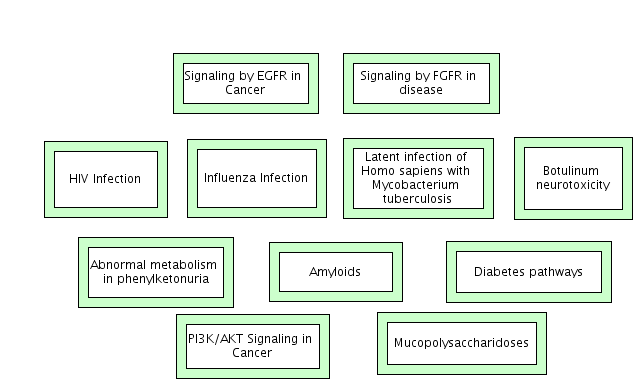 Signaling by EGFR in
Cancer
Signaling by FGFR in
disease
HIV Infection
Influenza Infection
Latent infection of
Homo sapiens with
Mycobacterium
tuberculosis
Botulinum
neurotoxicity
Abnormal metabolism
in phenylketonuria
Amyloids
Diabetes pathways
PI3K/AKT Signaling in
Cancer
Mucopolysaccharidoses